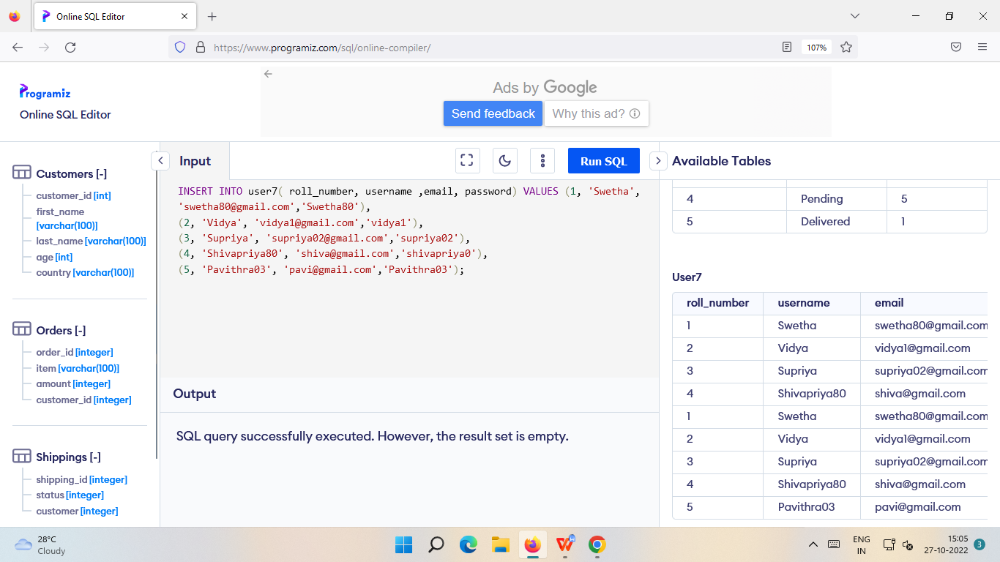 Online SQL Editor
https://www.programiz.com/sql/online-compiler/
107%
Programiz
Online SQL Editor
Ads by Google
Send feedback
Why this ad?
Customers [-]
customer_id [int]
first_name
[varchar(100)]
last_name [varchar(100)]
age [int]
country [varchar(100)]
Orders [-]
order_id [integer]
item [varchar(100)]
amount [integer]
customer_id [integer]
Shippings [-]
shipping_id [integer]
status [integer]
customer [integer]
Input
Run SQL
INSERT INTO user7( roll_number, username ,email, password) VALUES (1, 'Swetha',
'swetha80@gmail.com','Swetha80'),
(2, 'Vidya', 'vidya1@gmail.com','vidya1'),
(3, 'Supriya', 'supriya02@gmail.com','supriya02'),
(4, 'Shivapriya80', 'shiva@gmail.com','shivapriya0'),
(5, 'Pavithra03', 'pavi@gmail.com','Pavithra03');
Output
SQL query successfully executed. However, the result set is empty.
Available Tables
4 Pending 5
5 Delivered 1
User7
roll_number username email
1 Swetha swetha80@gmail.com
2 Vidya vidya1@gmail.com
3 Supriya supriya02@gmail.com
4 Shivapriya80 shiva@gmail.com
1 Swetha swetha80@gmail.com
2 Vidya vidya1@gmail.com
3 Supriya supriya02@gmail.com
4 Shivapriya80 shiva@gmail.com
5 Pavithra03 pavi@gmail.com
28°C
Cloudy
ENG
IN
15:05
27-10-2022
3